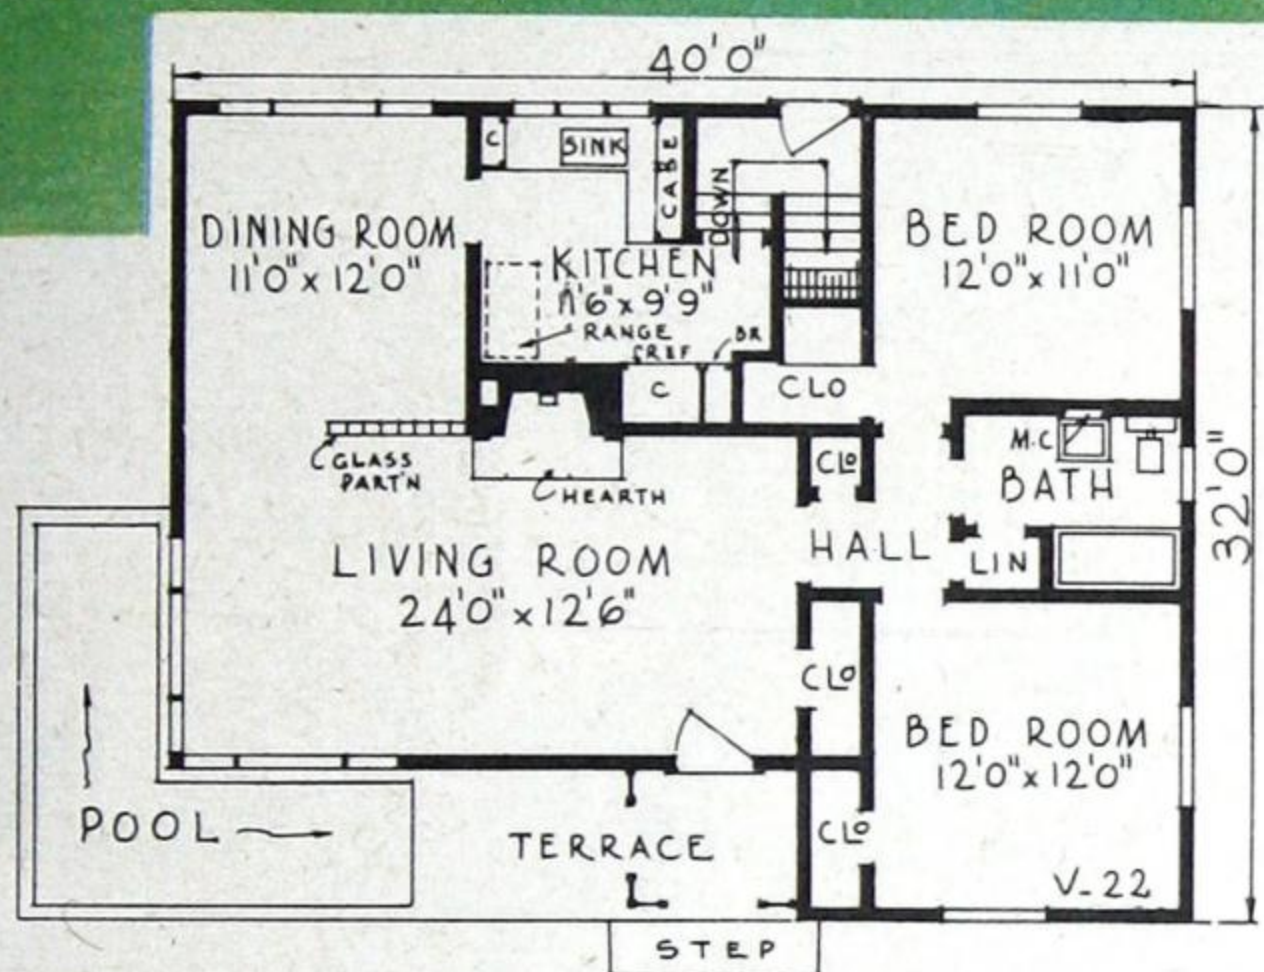 40'0"
C
SINK
CABE
DOWN
DINING ROOM
11'0" x 12'0"
KITCHEN
11'6" x 9'9"
RANGE
REF
BR
C
CLO
BED ROOM
12'0" x 11'0"
GLASS
PART'N
HEARTH
CLO
M.C
BATH
32'0"
LIVING ROOM
24'0" x 12'6"
HALL
LIN
CLO
BED ROOM
12'0" x 12'0"
POOL
TERRACE
CLO
V-22
STEP